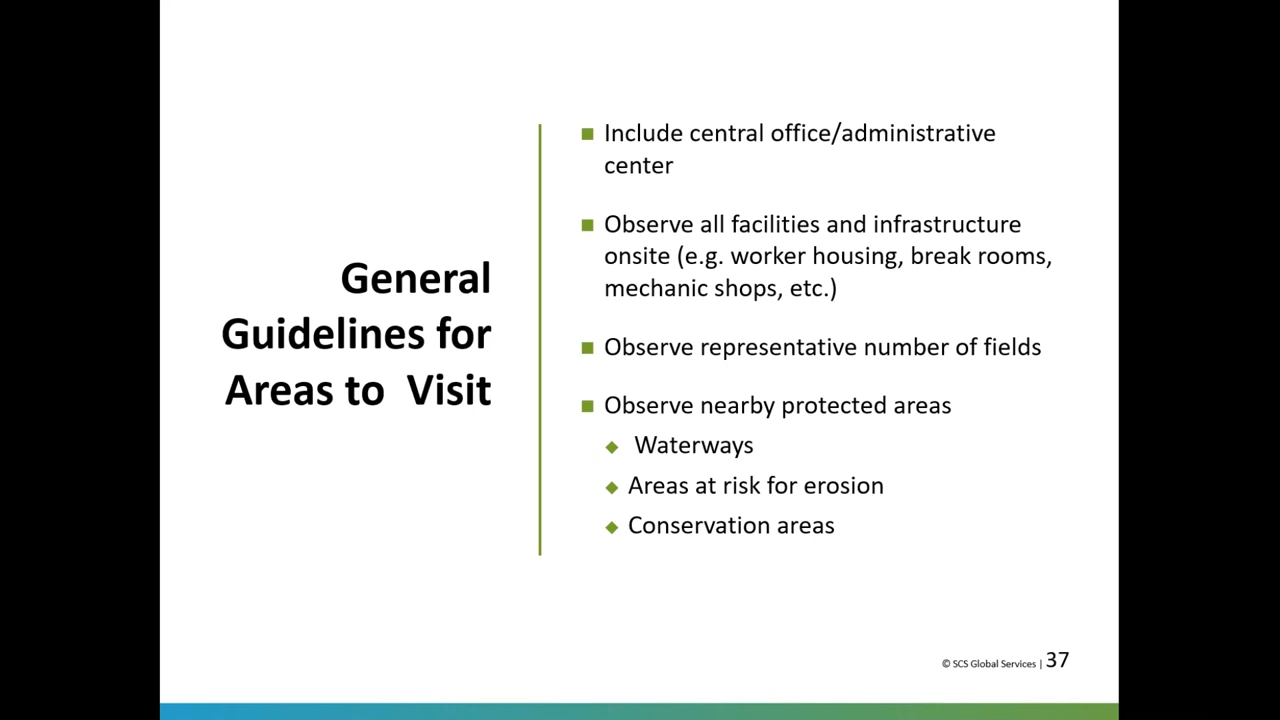 General
Guidelines for
Areas to  Visit
Include central office/administrative
center
Observe all facilities and infrastructure
onsite (e.g. worker housing, break rooms,
mechanic shops, etc.)
Observe representative number of fields
Observe nearby protected areas
Waterways
Areas at risk for erosion
Conservation areas
© SCS Global Services | 37